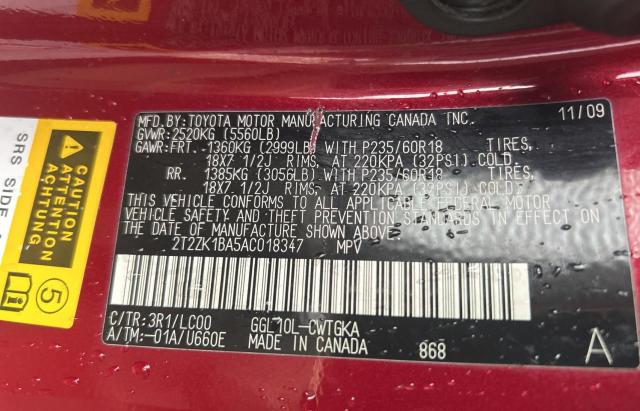 MFD.BY:TOYOTA MOTOR MANUFACTURING CANADA INC. 11/09
GVWR:2520KG (5560LB)
GAWR:FRT. 1360KG (2999LB) WITH P235/60R18 TIRES,
18X7 1/2J RIMS, AT 220KPA (32PSI) COLD.
RR. 1385KG (3056LB) WITH P235/60R18 TIRES,
18X7 1/2J RIMS, AT 220KPA COLD.
THIS VEHICLE CONFORMS TO ALL APPLICABLE FEDERAL MOTOR
VEHICLE SAFETY AND THEFT PREVENTION STANDARDS IN EFFECT ON
THE DATE OF MANUFACTURE SHOWN ABOVE.
2T2ZK1BA5AC018347 MPV
C/TR:3R1/LC00 GGL10L-CWTGKA
A/TM:-01A/U660E MADE IN CANADA 868 A
SRS SIDE
CAUTION
ATTENTION
ACHTUNG
5